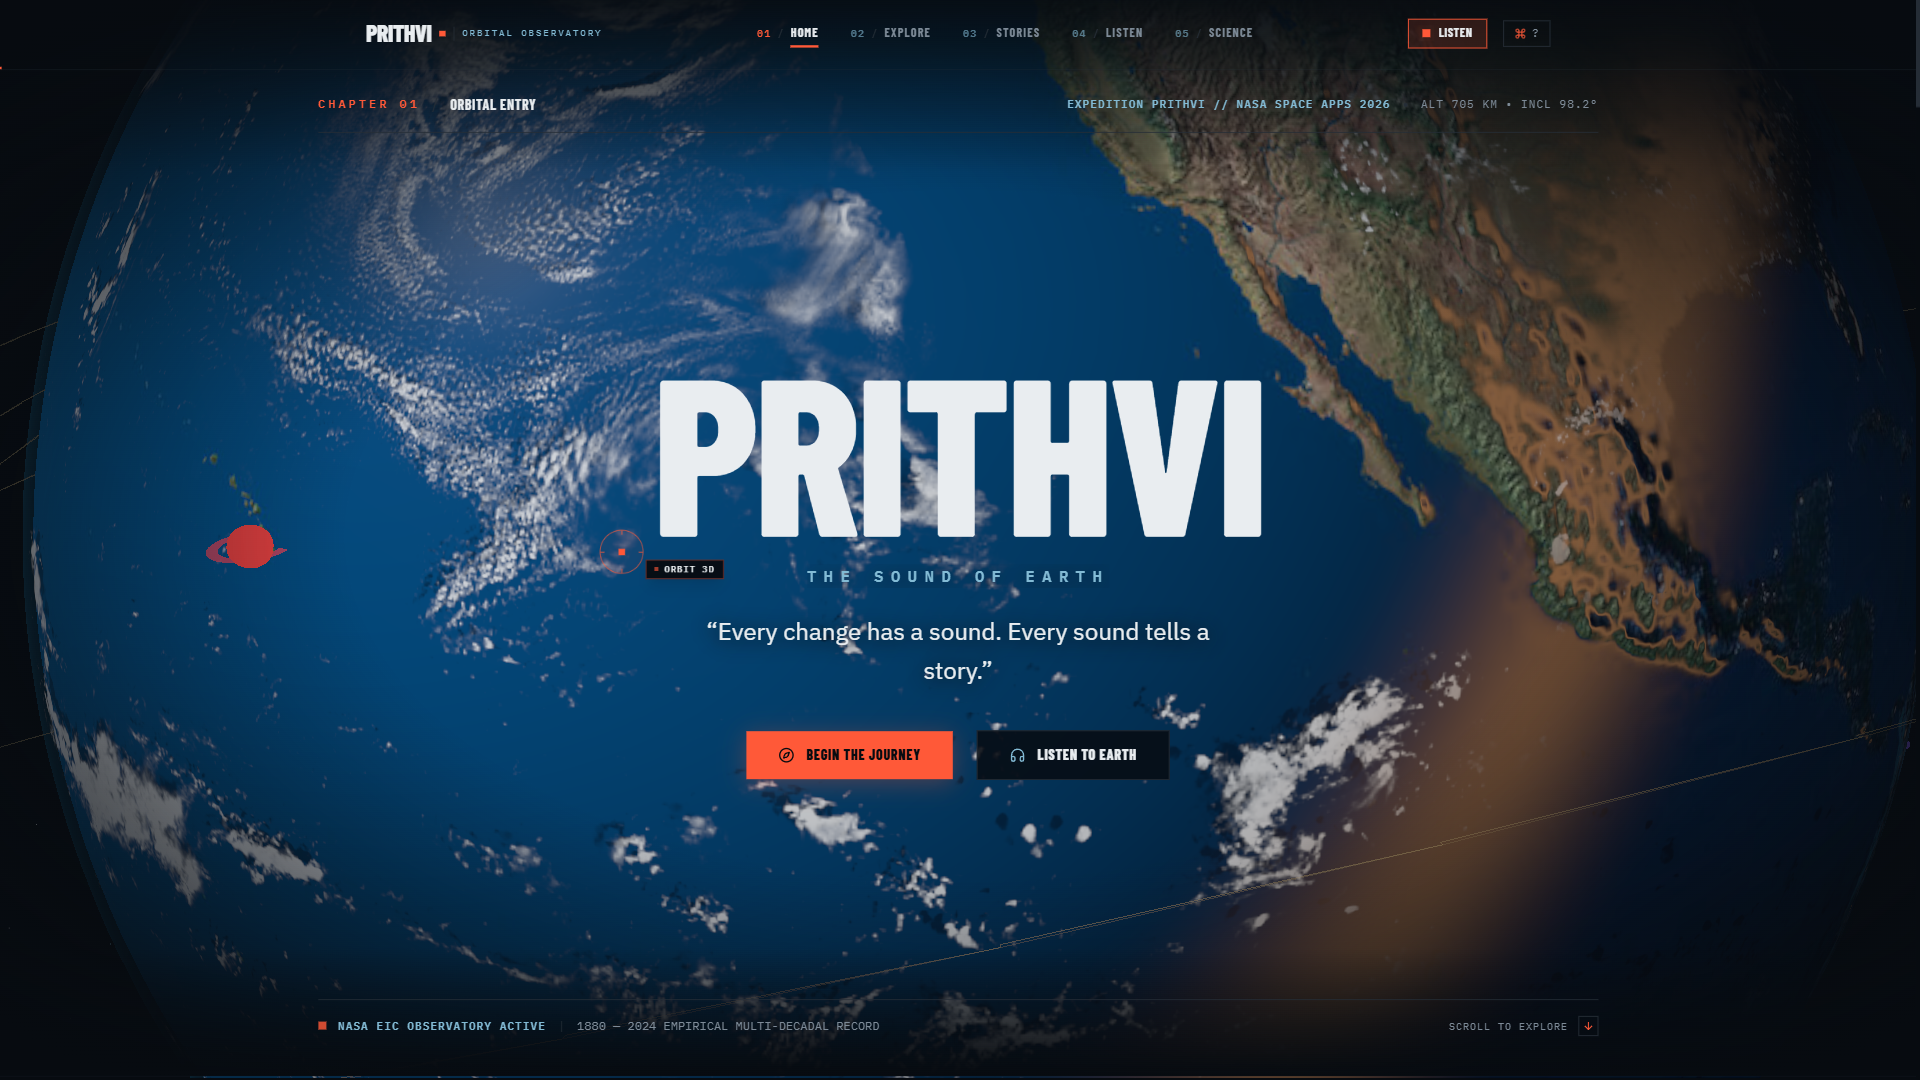 PRITHVI ORBITAL OBSERVATORY 01 / HOME 02 / EXPLORE 03 / STORIES 04 / LISTEN 05 / SCIENCE LISTEN ⌘ ?
CHAPTER 01 ORBITAL ENTRY EXPEDITION PRITHVI // NASA SPACE APPS 2026 ALT 705 KM • INCL 98.2°
PRITHVI
ORBIT 3D
THE SOUND OF EARTH
“Every change has a sound. Every sound tells a
story.”
BEGIN THE JOURNEY LISTEN TO EARTH
NASA EIC OBSERVATORY ACTIVE | 1880 — 2024 EMPIRICAL MULTI-DECADAL RECORD SCROLL TO EXPLORE